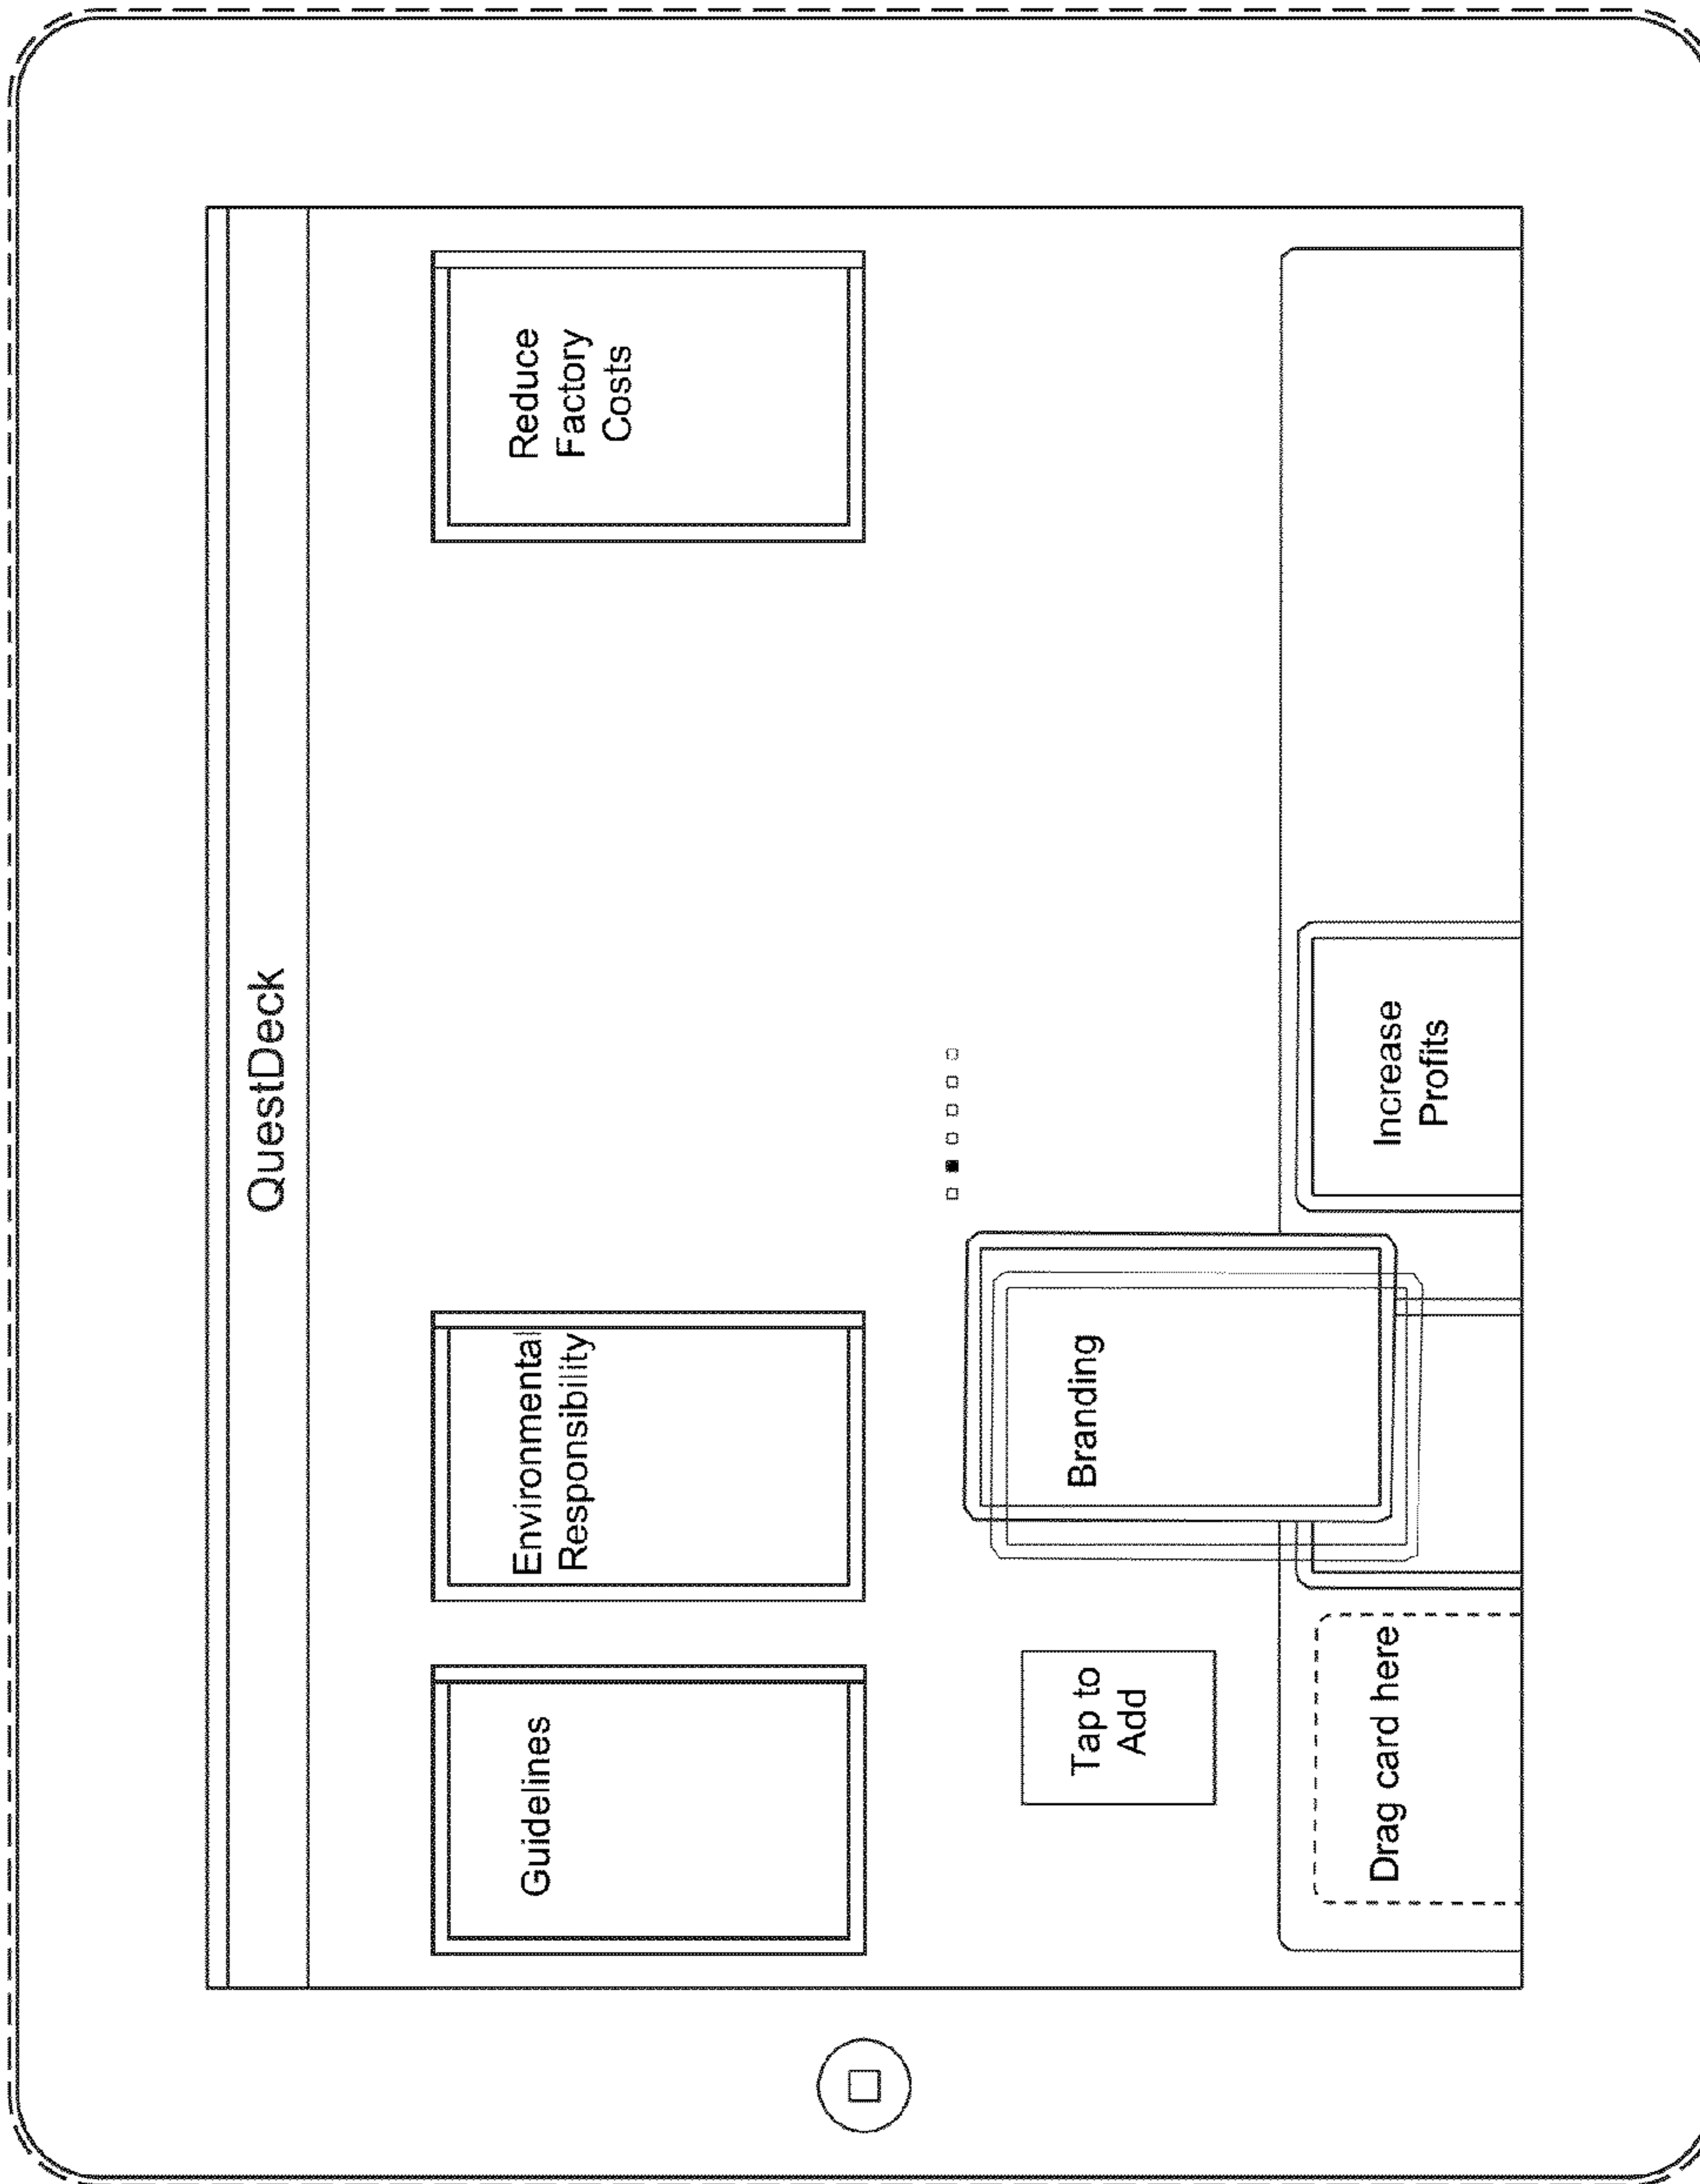 QuestDeck
Guidelines
Environmental
Responsibility
Reduce
Factory
Costs
Tap to
Add
Branding
Drag card here
Increase
Profits